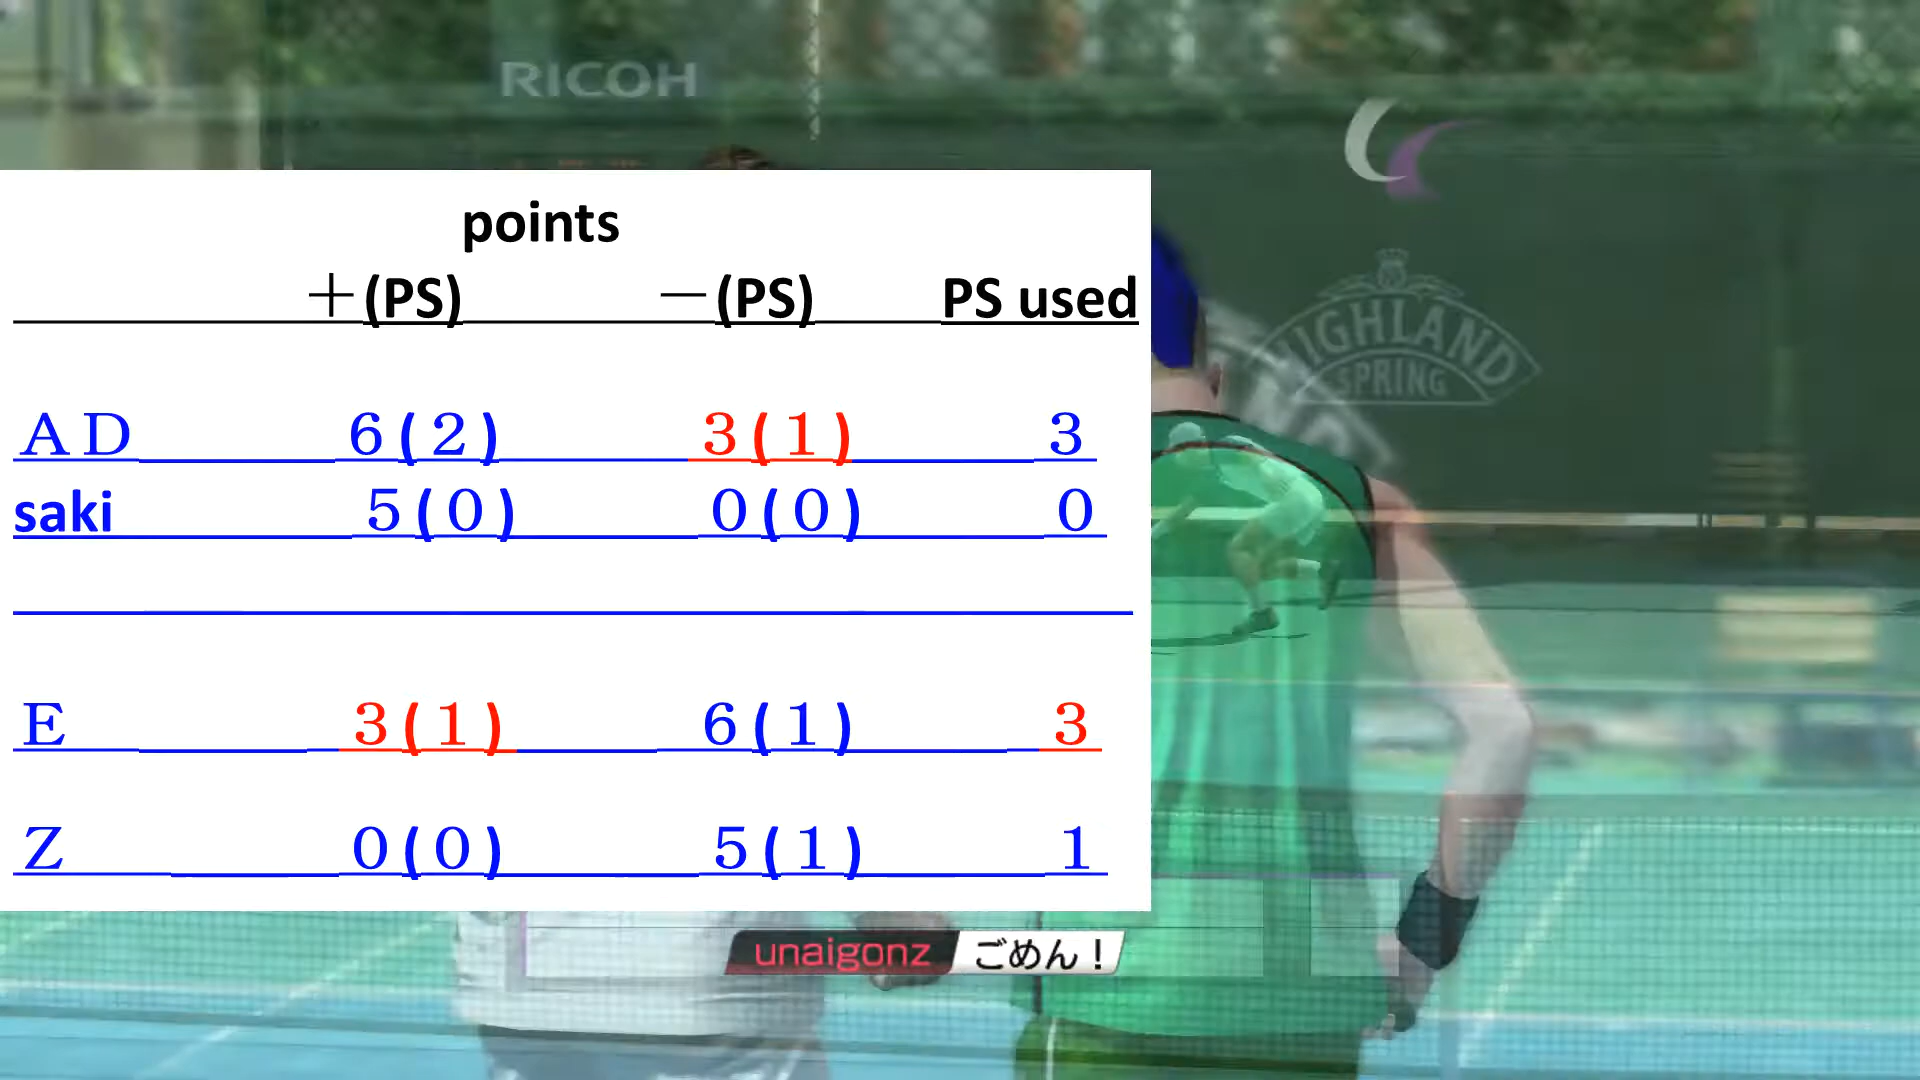 RICOH
points
＋(PS) －(PS) PS used
ＡＤ ６(２) ３(１) ３
saki ５(０) ０(０) ０
Ｅ ３(１) ６(１) ３
Ｚ ０(０) ５(１) １
HIGHLAND
SPRING
unaigonz ごめん！